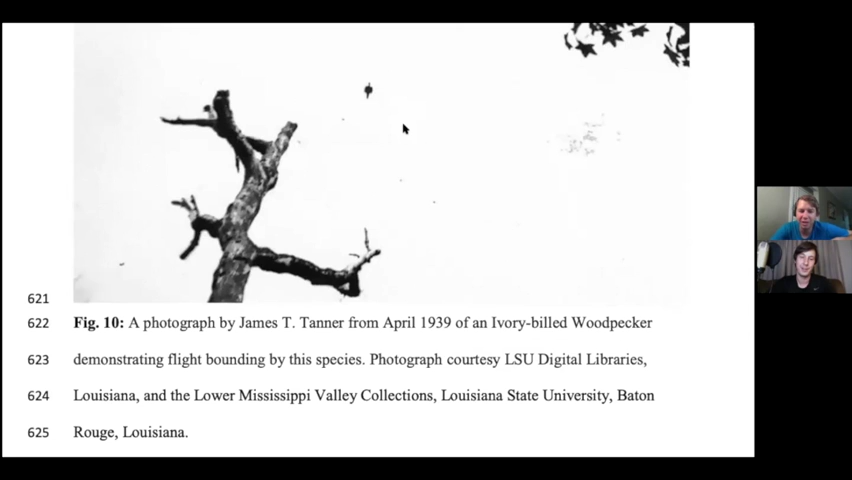 621
622 Fig. 10: A photograph by James T. Tanner from April 1939 of an Ivory-billed Woodpecker
623 demonstrating flight bounding by this species. Photograph courtesy LSU Digital Libraries,
624 Louisiana, and the Lower Mississippi Valley Collections, Louisiana State University, Baton
625 Rouge, Louisiana.